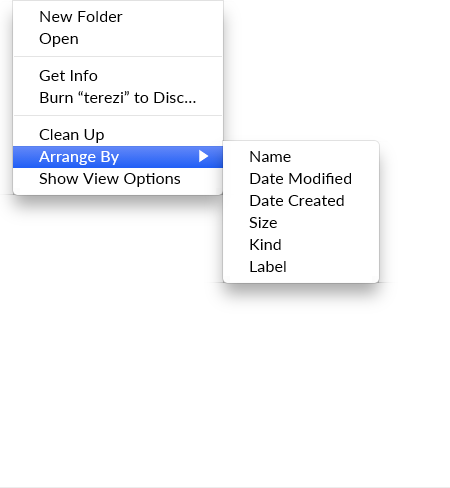 New Folder
Open
Get Info
Burn “terezi” to Disc...
Clean Up
Arrange By
Show View Options
Name
Date Modified
Date Created
Size
Kind
Label